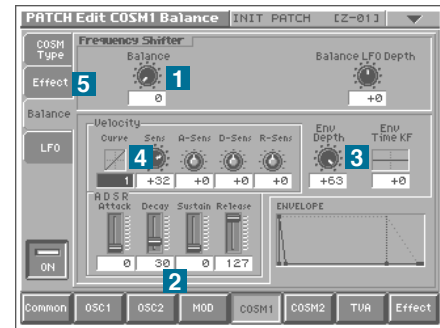 PATCH Edit COSM1 Balance INIT PATCH [Z-01]
COSM Type
Frequency Shifter
Balance
Balance LFO Depth
Effect
5
1
0
+0
Balance
Velocity
Curve Sens A-Sens D-Sens R-Sens
Env Depth
Env Time KF
LFO
4
3
1 +32 +0 +0 +0 +63 +0
ADSR
Attack Decay Sustain Release
ENVELOPE
ON
0 30 0 127
2
Common OSC1 OSC2 MOD COSM1 COSM2 TVA Effect